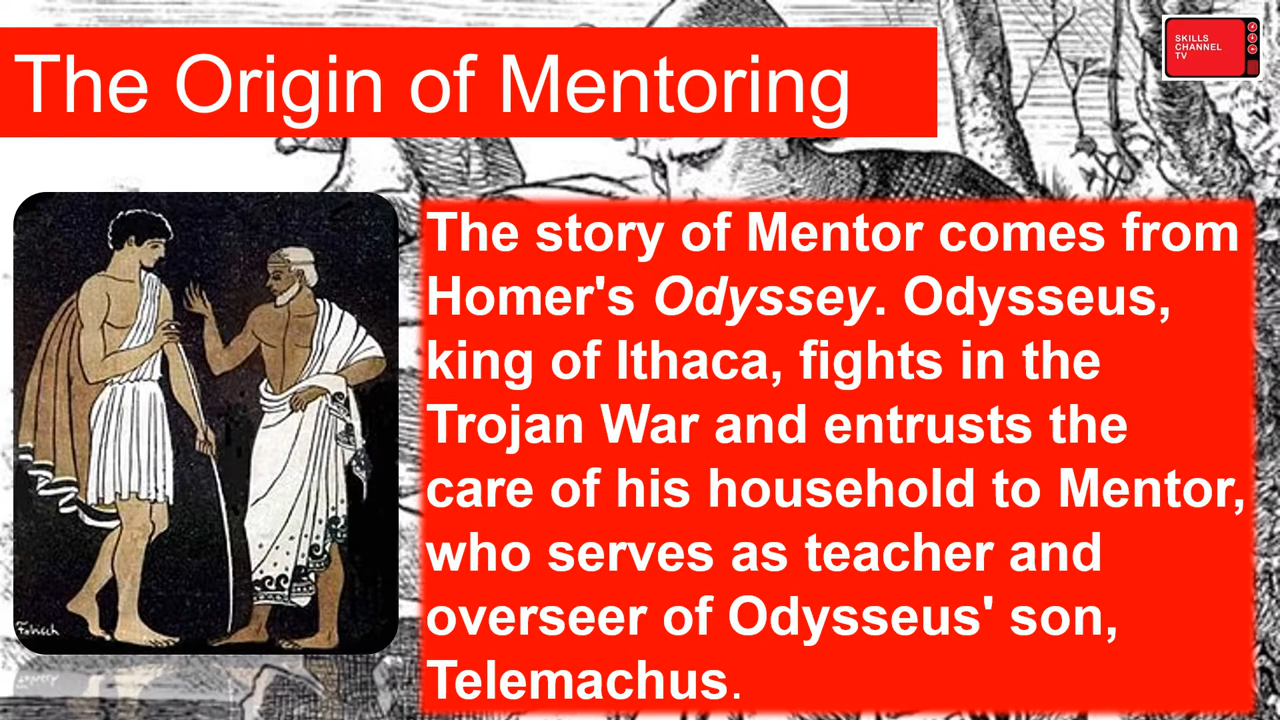 The Origin of Mentoring
SKILLS
CHANNEL
TV
The story of Mentor comes from
Homer's Odyssey. Odysseus,
king of Ithaca, fights in the
Trojan War and entrusts the
care of his household to Mentor,
who serves as teacher and
overseer of Odysseus' son,
Telemachus.